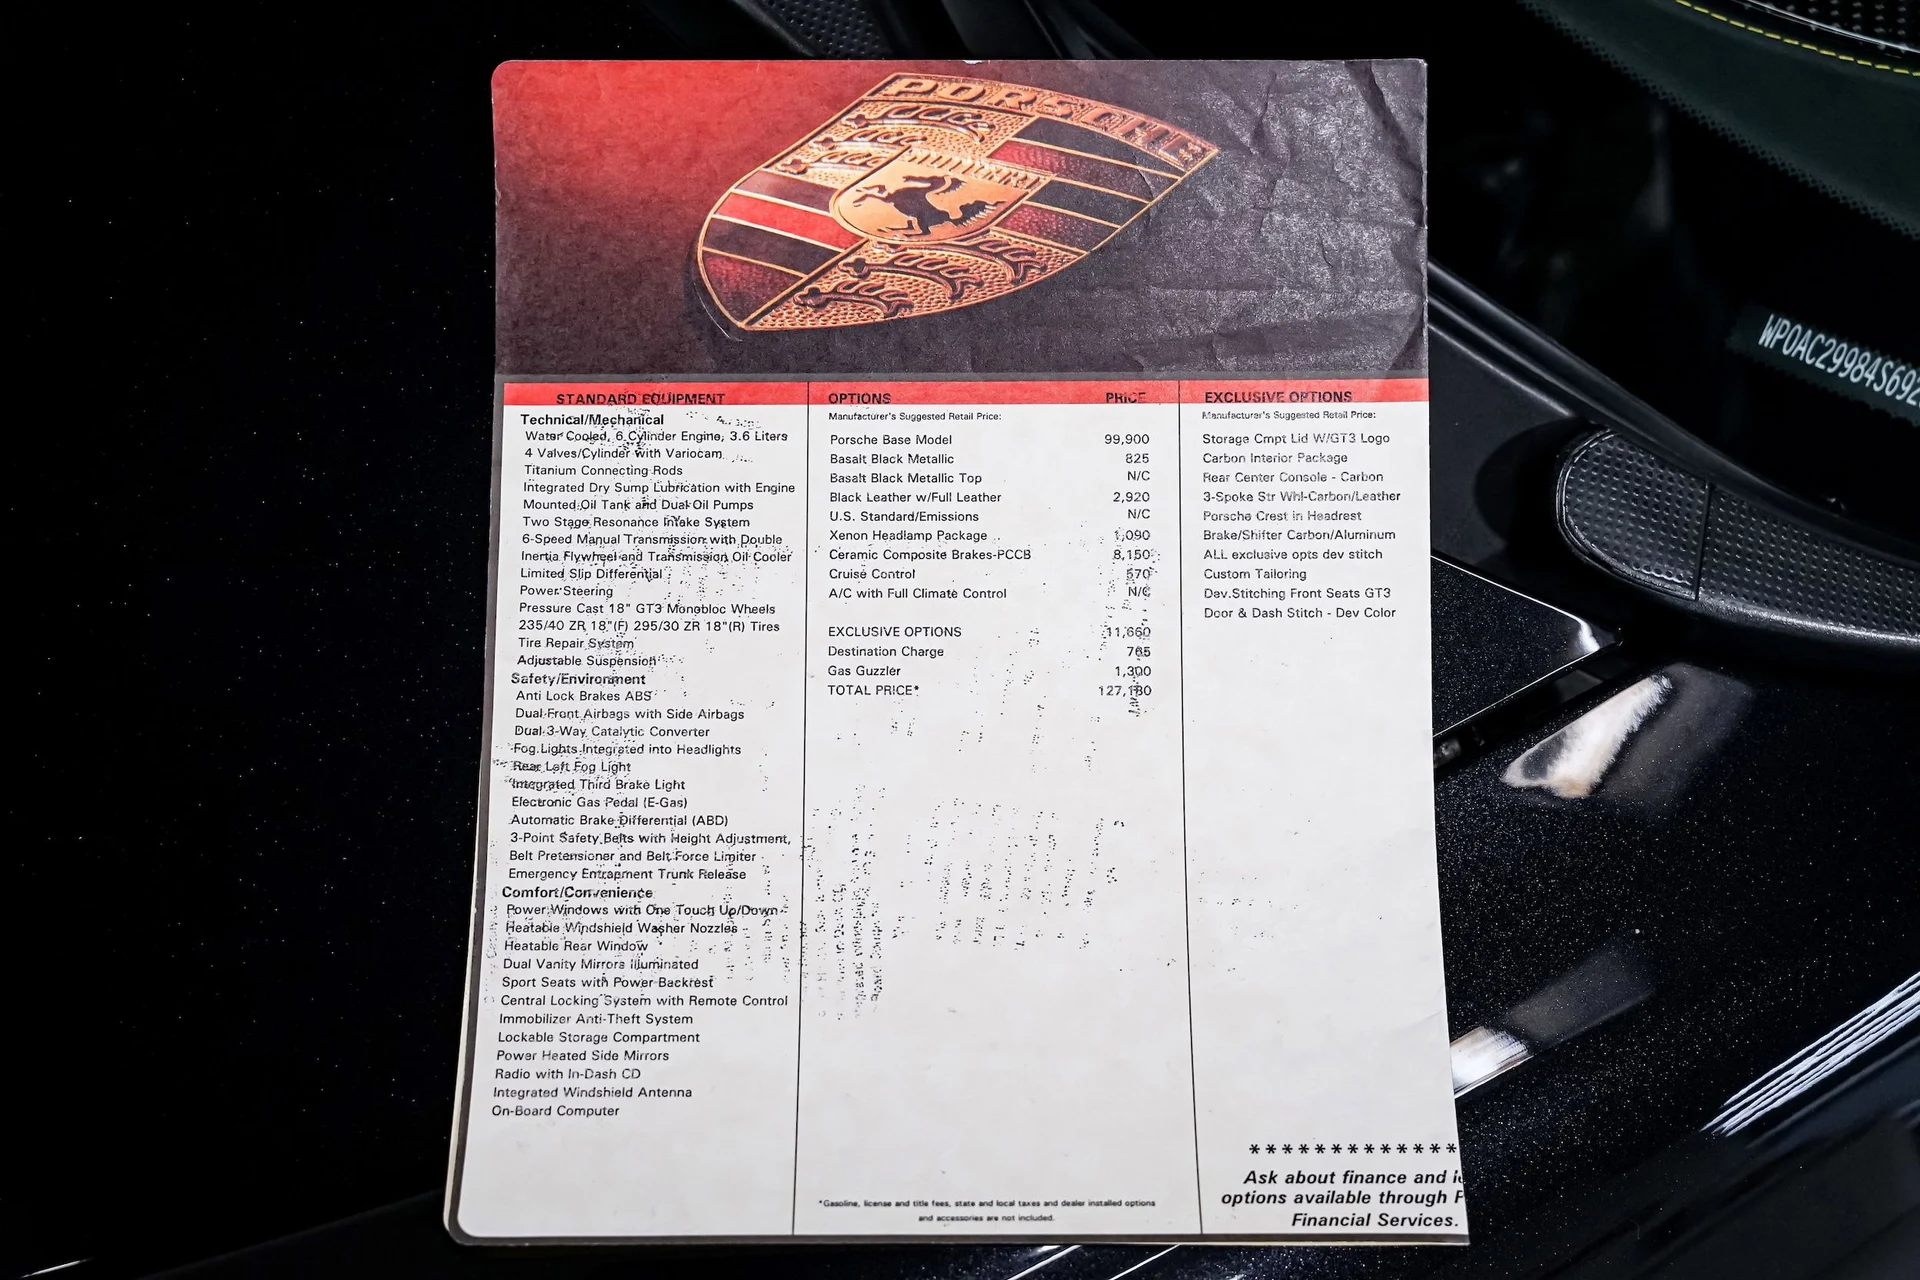 PORSCHE
STANDARD EQUIPMENT
Technical/Mechanical
Water Cooled, 6 Cylinder Engine, 3.6 Liters
4 Valves/Cylinder with Variocam
Titanium Connecting Rods
Integrated Dry Sump Lubrication with Engine
Mounted Oil Tank and Dual Oil Pumps
Two Stage Resonance Intake System
6-Speed Manual Transmission with Double
Inertia Flywheel and Transmission Oil Cooler
Limited Slip Differential
Power Steering
Pressure Cast 18" GT3 Monobloc Wheels
235/40 ZR 18"(F) 295/30 ZR 18"(R) Tires
Tire Repair System
Adjustable Suspension
Safety/Environment
Anti Lock Brakes ABS
Dual Front Airbags with Side Airbags
Dual 3-Way Catalytic Converter
Fog Lights Integrated into Headlights
Rear Left Fog Light
Integrated Third Brake Light
Electronic Gas Pedal (E-Gas)
Automatic Brake Differential (ABD)
3-Point Safety Belts with Height Adjustment,
Belt Pretensioner and Belt Force Limiter
Emergency Entrapment Trunk Release
Comfort/Convenience
Power Windows with One Touch Up/Down
Heatable Windshield Washer Nozzles
Heatable Rear Window
Dual Vanity Mirrors Illuminated
Sport Seats with Power Backrest
Central Locking System with Remote Control
Immobilizer Anti-Theft System
Lockable Storage Compartment
Power Heated Side Mirrors
Radio with In-Dash CD
Integrated Windshield Antenna
On-Board Computer
OPTIONS PRICE
Manufacturer's Suggested Retail Price:
Porsche Base Model 99,900
Basalt Black Metallic 825
Basalt Black Metallic Top N/C
Black Leather w/Full Leather 2,920
U.S. Standard/Emissions N/C
Xenon Headlamp Package 1,090
Ceramic Composite Brakes-PCCB 8,150
Cruise Control 570
A/C with Full Climate Control N/C
EXCLUSIVE OPTIONS 11,660
Destination Charge 765
Gas Guzzler 1,300
TOTAL PRICE* 127,180
*Gasoline, license and title fees, state and local taxes and dealer installed options
and accessories are not included.
EXCLUSIVE OPTIONS
Manufacturer's Suggested Retail Price:
Storage Cmpt Lid W/GT3 Logo
Carbon Interior Package
Rear Center Console - Carbon
3-Spoke Str Whl-Carbon/Leather
Porsche Crest in Headrest
Brake/Shifter Carbon/Aluminum
ALL exclusive opts dev stitch
Custom Tailoring
Dev.Stitching Front Seats GT3
Door & Dash Stitch - Dev Color
*************
Ask about finance and
options available through
Financial Services.
WP0AC29984S692